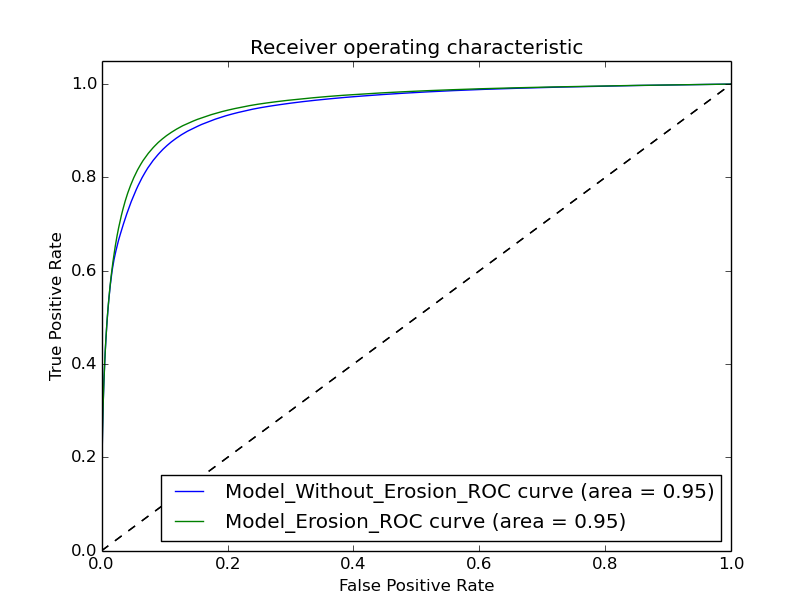 Receiver operating characteristic
1.0
0.8
0.6
0.4
0.2
0.0
True Positive Rate
Model_Without_Erosion_ROC curve (area = 0.95)
Model_Erosion_ROC curve (area = 0.95)
0.0 0.2 0.4 0.6 0.8 1.0
False Positive Rate